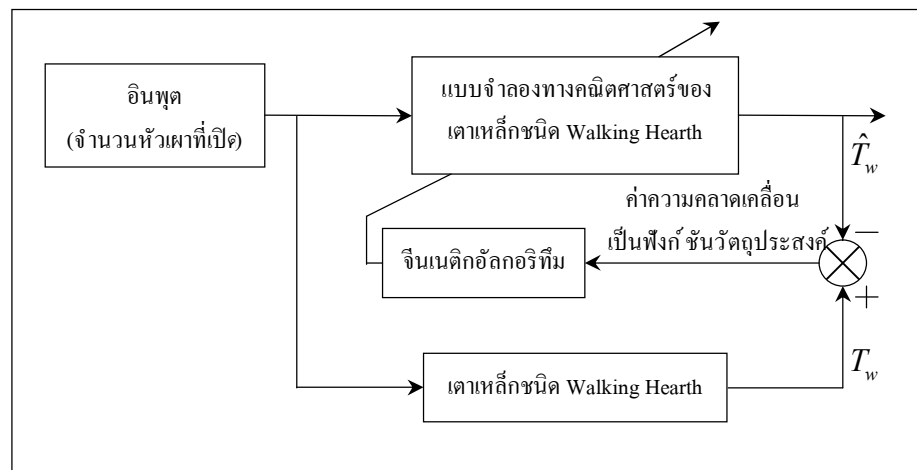 อินพุต
(จำนวนหัวเผาที่เปิด)
แบบจำลองทางคณิตศาสตร์ของ
เตาเหล็กชนิด Walking Hearth
T̂_w
ค่าความคลาดเคลื่อน
เป็นฟังก์ชันวัตถุประสงค์
−
จีนเนติกอัลกอริทึม
+
เตาเหล็กชนิด Walking Hearth
T_w